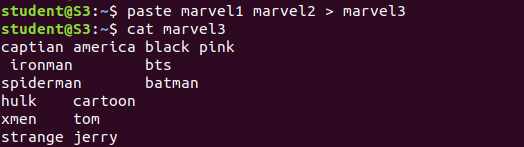 student@S3:~$ paste marvel1 marvel2 > marvel3
student@S3:~$ cat marvel3
captian america black pink
 ironman        bts
spiderman       batman
hulk    cartoon
xmen    tom
strange jerry